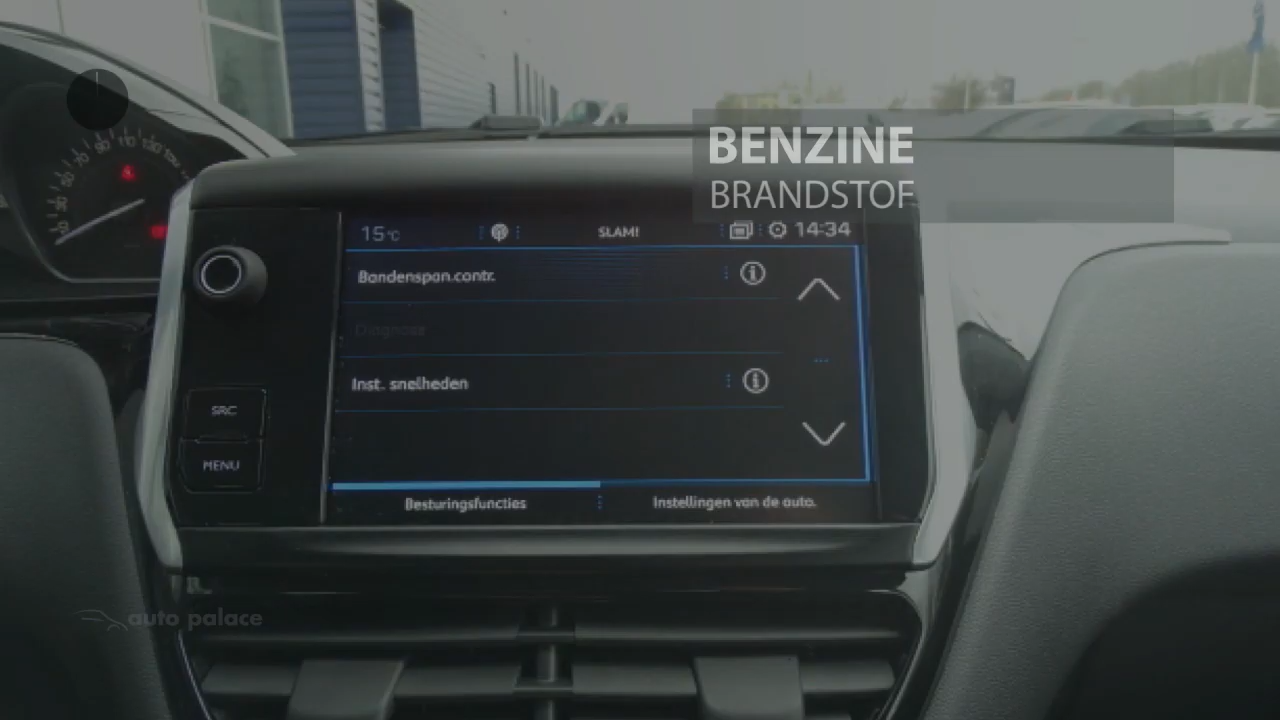 BENZINE
BRANDSTOF
15°C
SLAM!
14:34
Bandenspan.contr.
Diagnose
Inst. snelheden
SRC
MENU
Besturingsfuncties
Instellingen van de auto.
auto palace